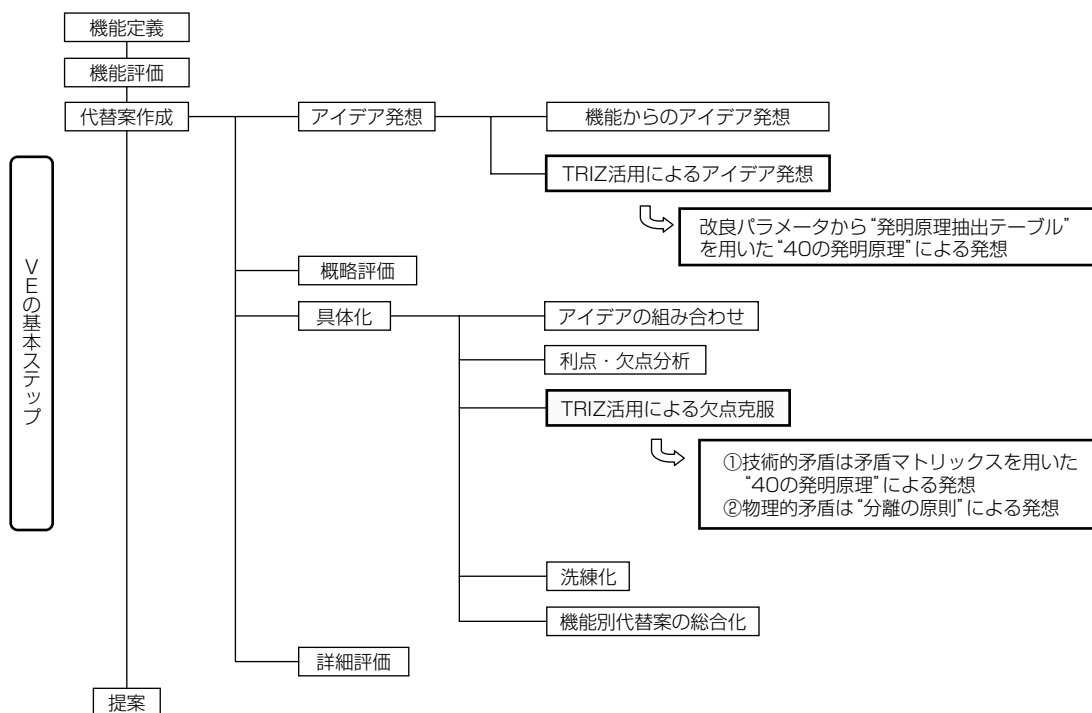 機能定義
機能評価
代替案作成
アイデア発想
機能からのアイデア発想
TRIZ活用によるアイデア発想
改良パラメータから“発明原理抽出テーブル”
を用いた“40の発明原理”による発想
VEの基本ステップ
概略評価
具体化
アイデアの組み合わせ
利点・欠点分析
TRIZ活用による欠点克服
①技術的矛盾は矛盾マトリックスを用いた
“40の発明原理”による発想
②物理的矛盾は“分離の原則”による発想
洗練化
機能別代替案の総合化
詳細評価
提案